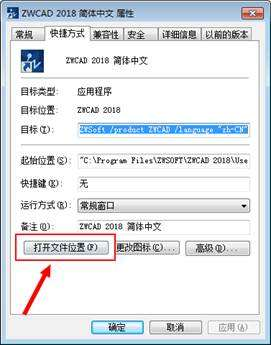 ZWCAD 2018 简体中文 属性
常规 快捷方式 兼容性 安全 详细信息 以前的版本
ZWCAD 2018 简体中文
目标类型: 应用程序
目标位置: ZWCAD 2018
目标(T): ZWSoft /product ZWCAD /language "zh-CN"
起始位置(S): "C:\Program Files\ZWSOFT\ZWCAD 2018\Use
快捷键(K): 无
运行方式(R): 常规窗口
备注(O): ZWCAD 2018 简体中文
打开文件位置(F) 更改图标(C)... 高级(D)...
确定 取消 应用(A)